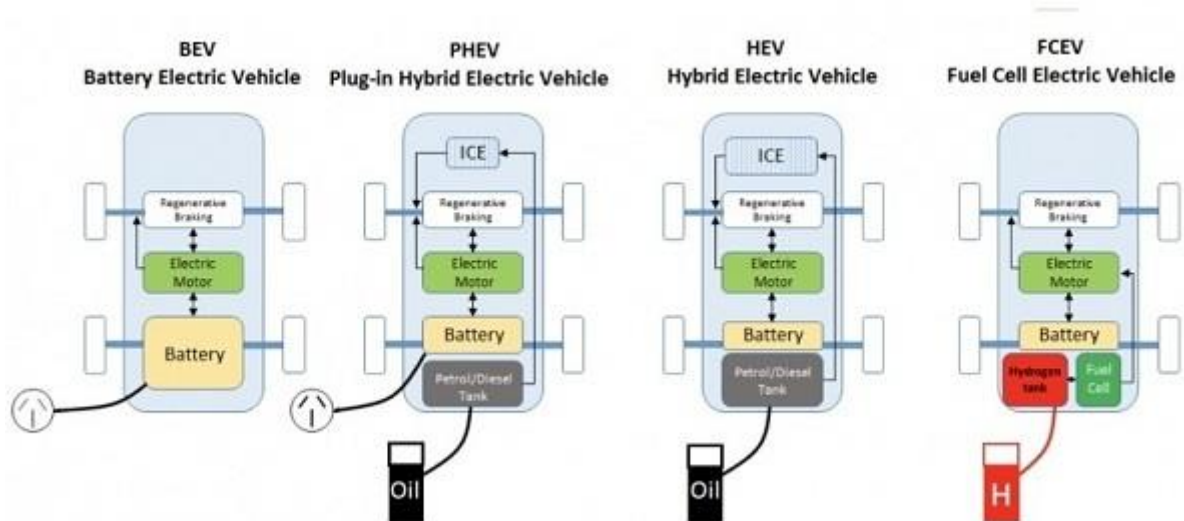 BEV
Battery Electric Vehicle
Regenerative
Braking
Electric
Motor
Battery
PHEV
Plug-in Hybrid Electric Vehicle
ICE
Regenerative
Braking
Electric
Motor
Battery
Petrol/Diesel
Tank
Oil
HEV
Hybrid Electric Vehicle
ICE
Regenerative
Braking
Electric
Motor
Battery
Petrol/Diesel
Tank
Oil
FCEV
Fuel Cell Electric Vehicle
Regenerative
Braking
Electric
Motor
Battery
Hydrogen
tank
Fuel
Cell
H